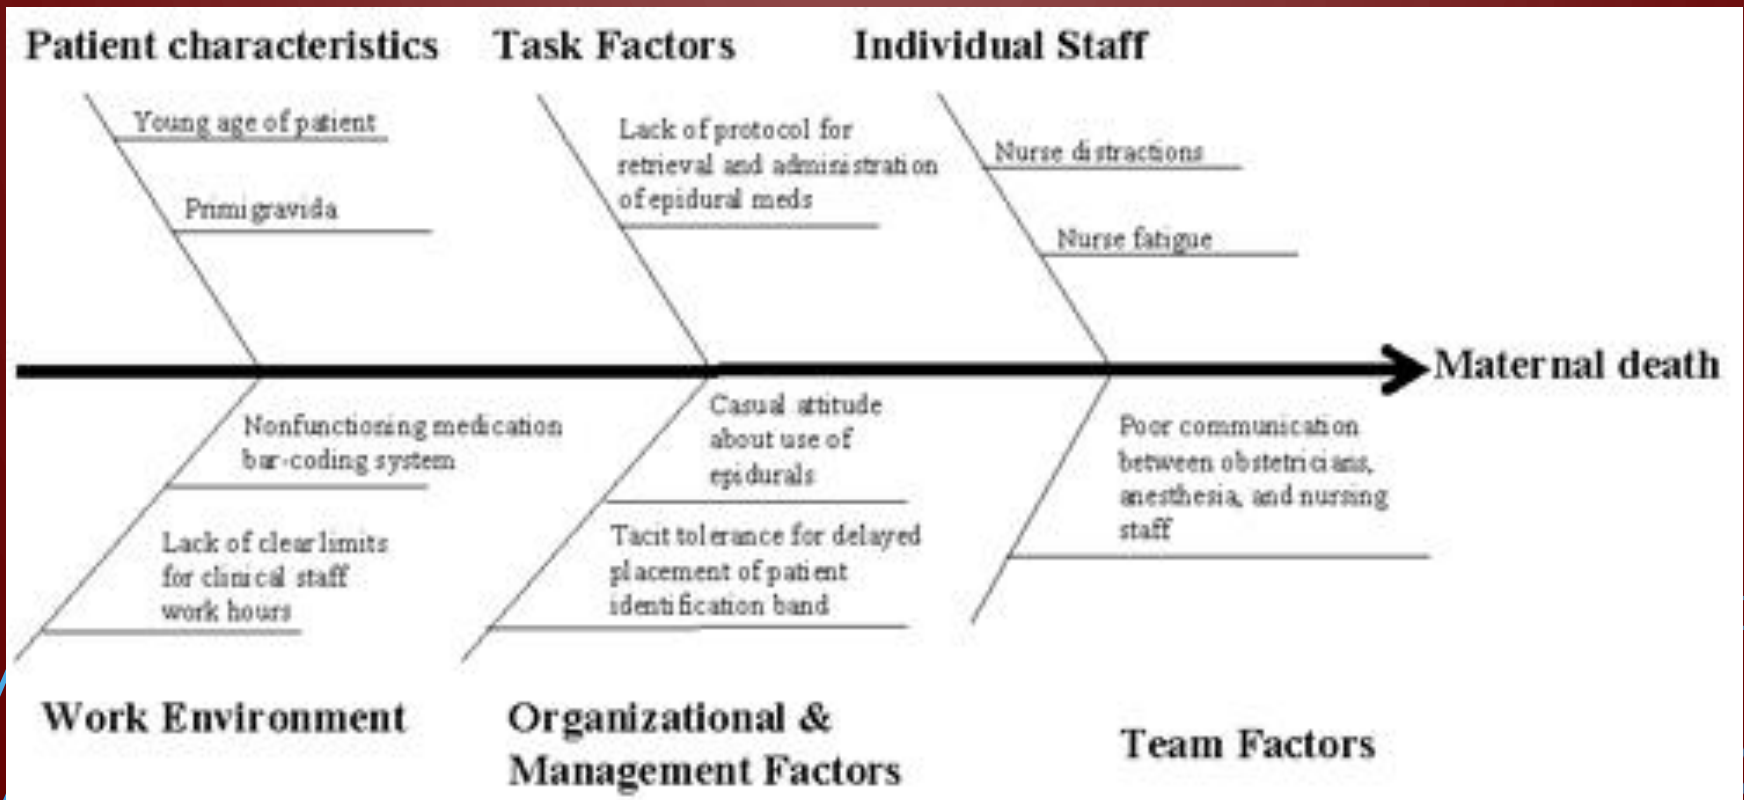 Patient characteristics
Young age of patient
Primigravida
Task Factors
Lack of protocol for
retrieval and administration
of epidural meds
Individual Staff
Nurse distractions
Nurse fatigue
Maternal death
Nonfunctioning medication
bar-coding system
Lack of clear limits
for clinical staff
work hours
Work Environment
Casual attitude
about use of
epidurals
Tacit tolerance for delayed
placement of patient
identification band
Organizational &
Management Factors
Poor communication
between obstetricians,
anesthesia, and nursing
staff
Team Factors